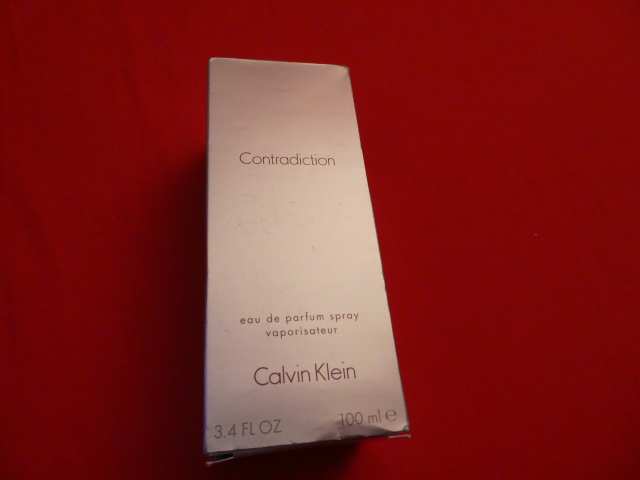 Contradiction
eau de parfum spray
vaporisateur
Calvin Klein
3.4 FL OZ 100 ml ℮